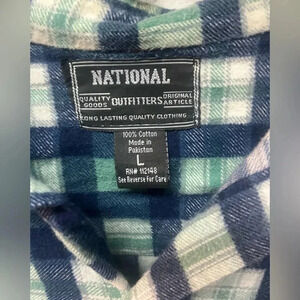 NATIONAL
QUALITY GOODS OUTFITTERS ORIGINAL ARTICLE
LONG LASTING QUALITY CLOTHING
100% Cotton
Made in
Pakistan
L
RN# 112148
See Reverse For Care